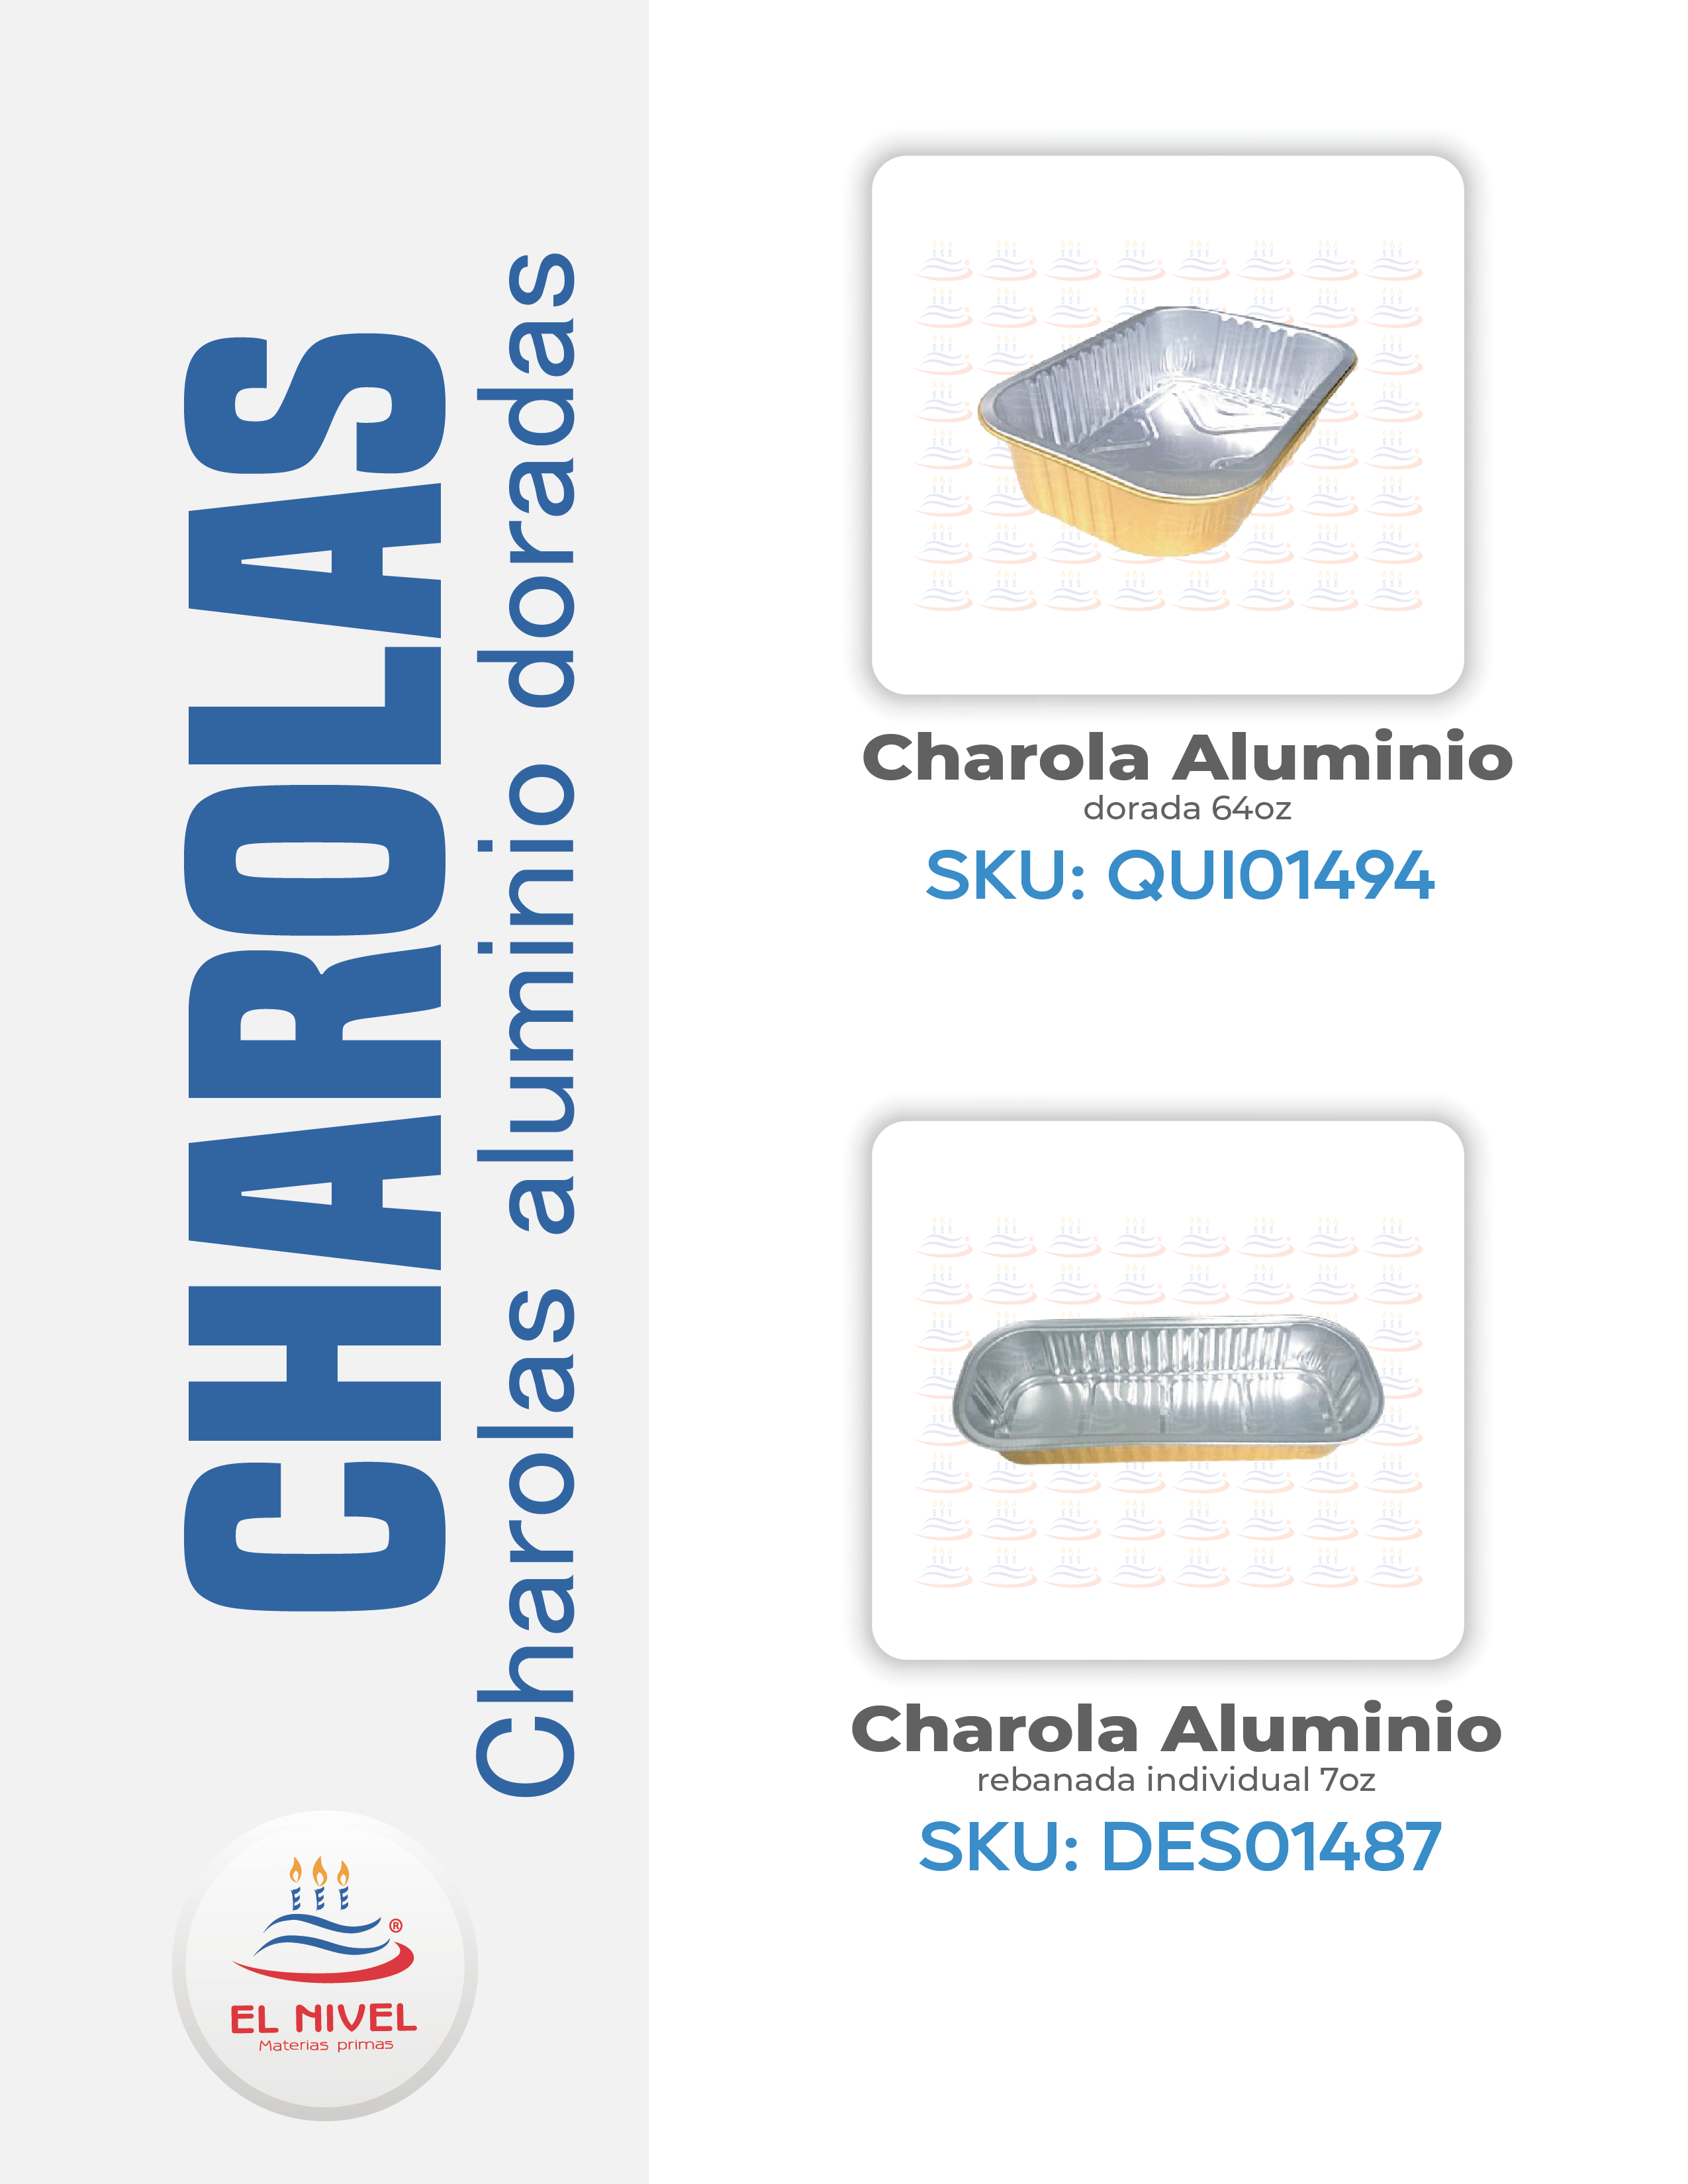 CHAROLAS
Charolas aluminio doradas
Charola Aluminio
dorada 64oz
SKU: QUI01494
Charola Aluminio
rebanada individual 7oz
SKU: DES01487
®
EL NIVEL
Materias primas